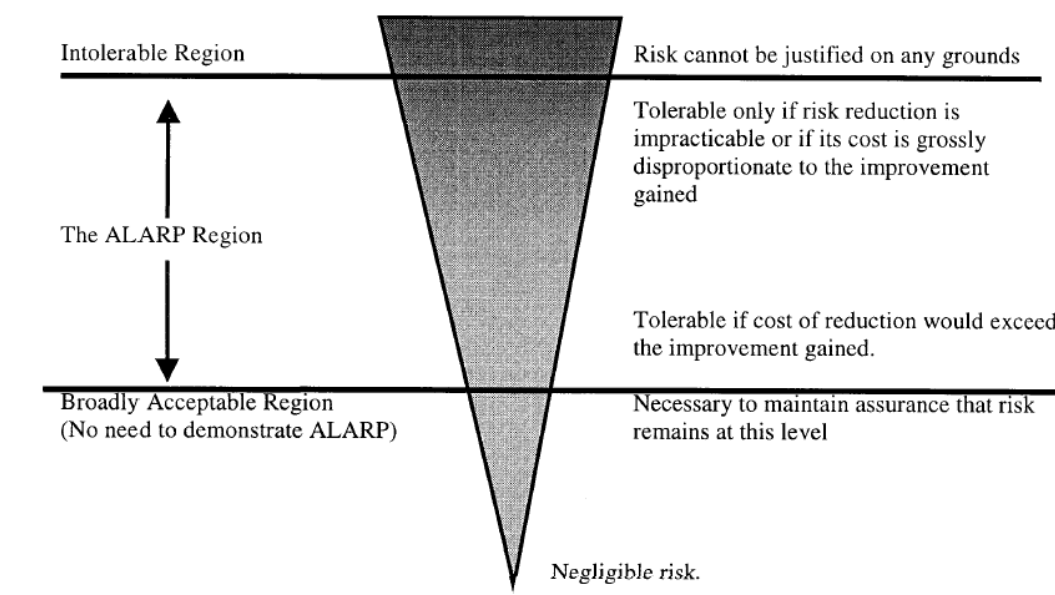 Intolerable Region
Risk cannot be justified on any grounds
Tolerable only if risk reduction is
impracticable or if its cost is grossly
disproportionate to the improvement
gained
The ALARP Region
Tolerable if cost of reduction would exceed
the improvement gained.
Broadly Acceptable Region
(No need to demonstrate ALARP)
Necessary to maintain assurance that risk
remains at this level
Negligible risk.